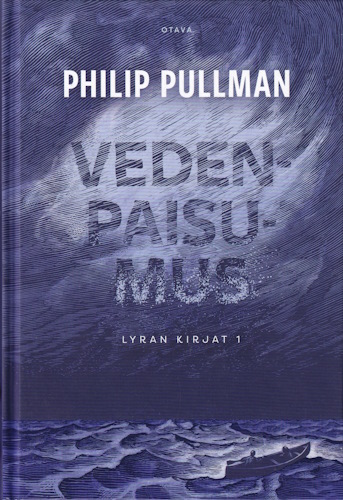 OTAVA
PHILIP PULLMAN
VEDEN-
PAISU-
MUS
LYRAN KIRJAT 1